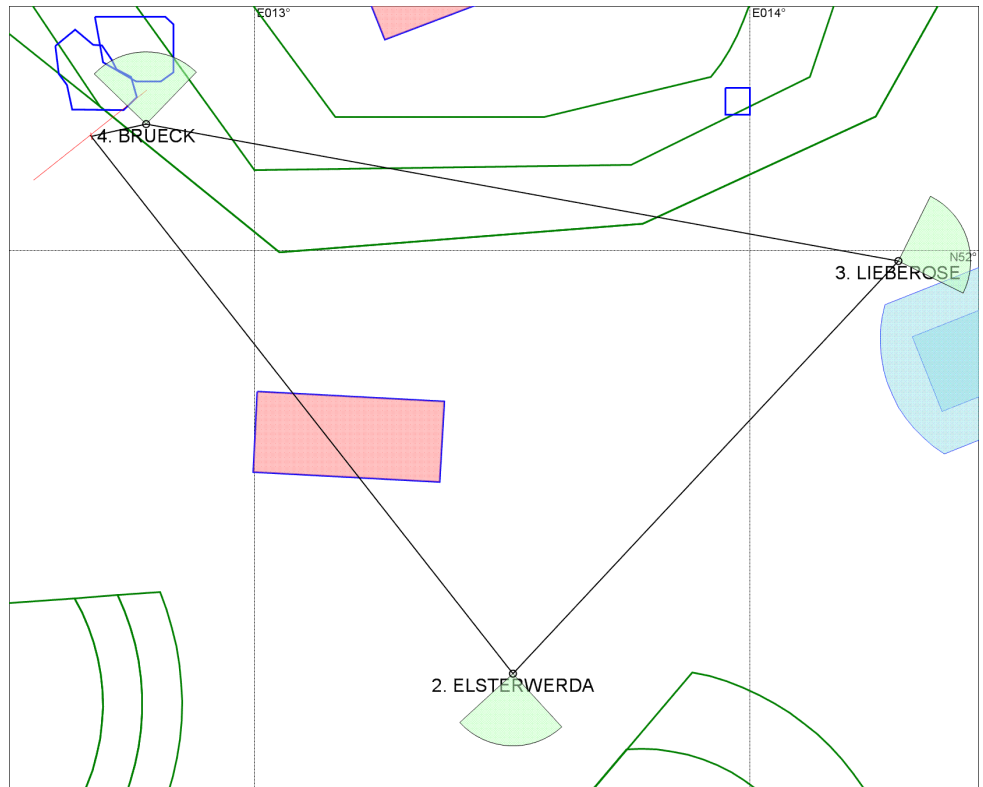 E013°
E014°
4. BRUECK
N52°
3. LIEBEROSE
2. ELSTERWERDA